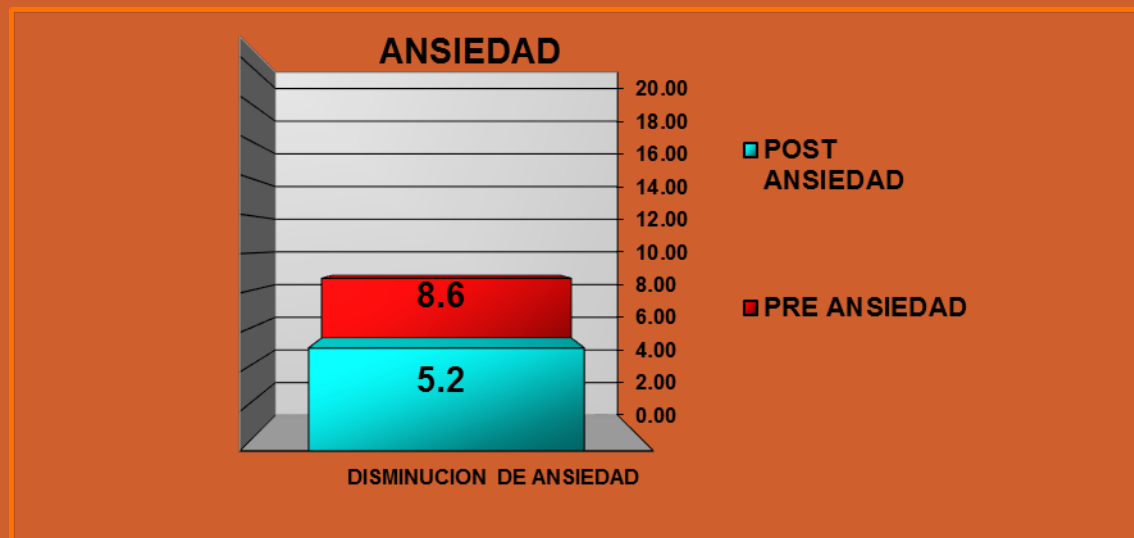 ANSIEDAD
20.00
18.00
16.00
14.00
12.00
10.00
8.00
6.00
4.00
2.00
0.00
8.6
5.2
DISMINUCION DE ANSIEDAD
POST
ANSIEDAD
PRE ANSIEDAD